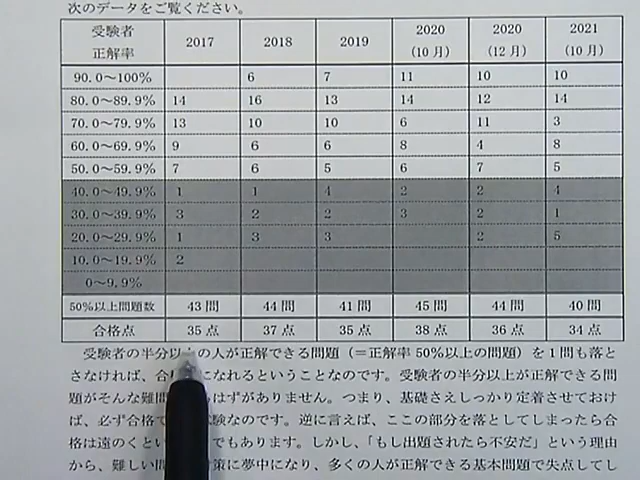 次のデータをご覧ください。
受験者正解率 2017 2018 2019 2020（10月） 2020（12月） 2021（10月）
90.0～100% 6 7 11 10 10
80.0～89.9% 14 16 13 14 12 14
70.0～79.9% 13 10 10 6 11 3
60.0～69.9% 9 6 6 8 4 8
50.0～59.9% 7 6 5 6 7 5
40.0～49.9% 1 1 4 2 2 4
30.0～39.9% 3 2 2 3 2 1
20.0～29.9% 1 3 3 2 5
10.0～19.9% 2
0～9.9%
50%以上問題数 43問 44問 41問 45問 44問 40問
合格点 35点 37点 35点 38点 36点 34点
受験者の半分以上の人が正解できる問題（＝正解率50%以上の問題）を1問も落と
さなければ、合 になれるということなのです。受験者の半分以上が正解できる問
題がそんな難問 はずがありません。つまり、基礎さえしっかり定着させておけ
ば、必ず合格 験なのです。逆に言えば、ここの部分を落としてしまったら合
格は遠のくとい でもあります。しかし、「もし出題されたら不安だ」という理由
から、難しい問 策に夢中になり、多くの人が正解できる基本問題で失点してし